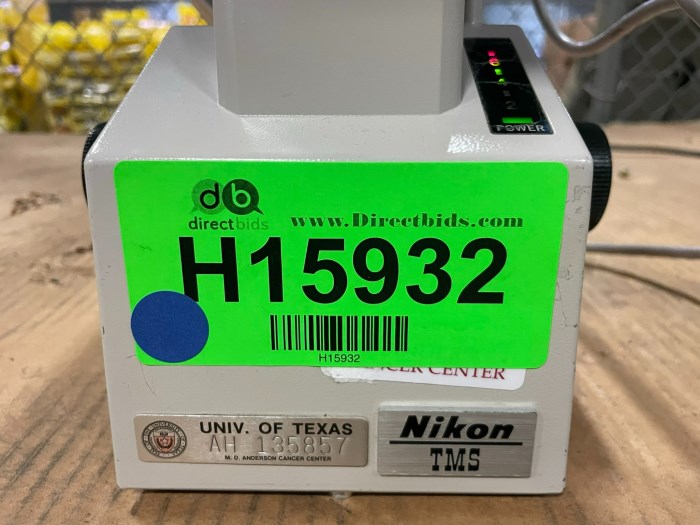 2
POWER
db
directbids
www.Directbids.com
H15932
H15932
CENTER
UNIV. OF TEXAS
AH 135857
M. D. ANDERSON CANCER CENTER
Nikon
TMS